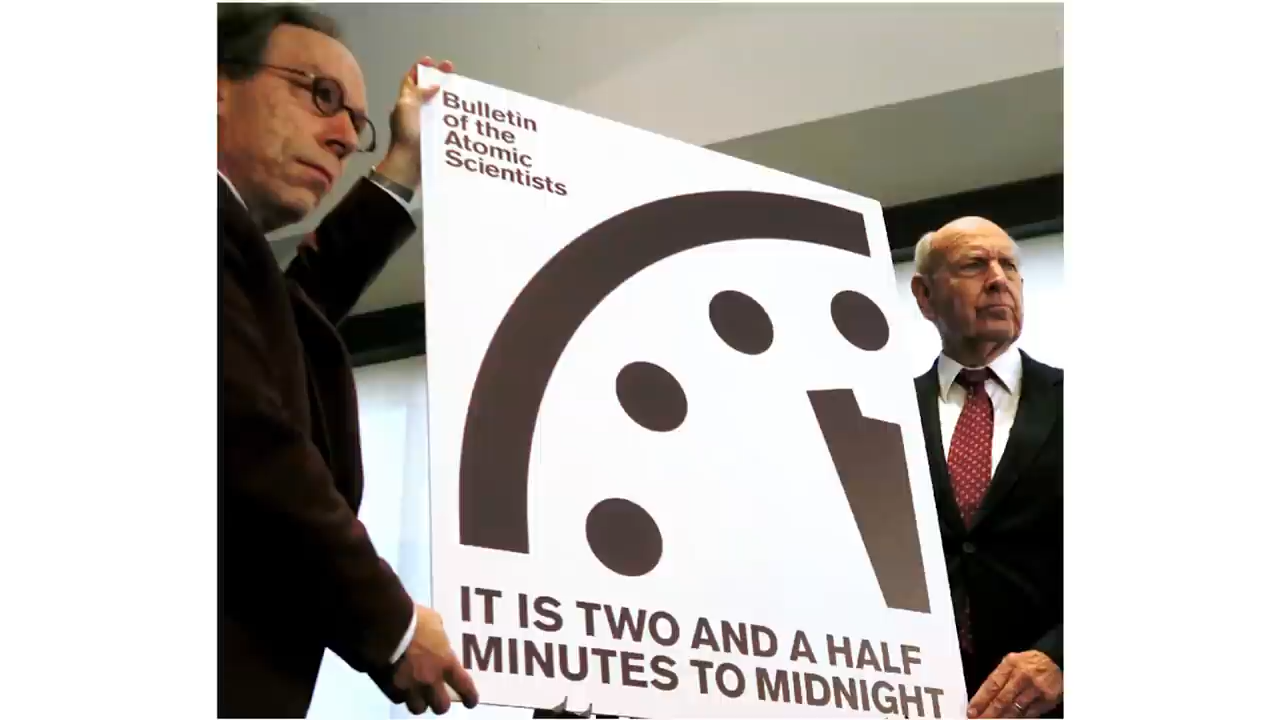 Bulletin
of the
Atomic
Scientists
IT IS TWO AND A HALF
MINUTES TO MIDNIGHT